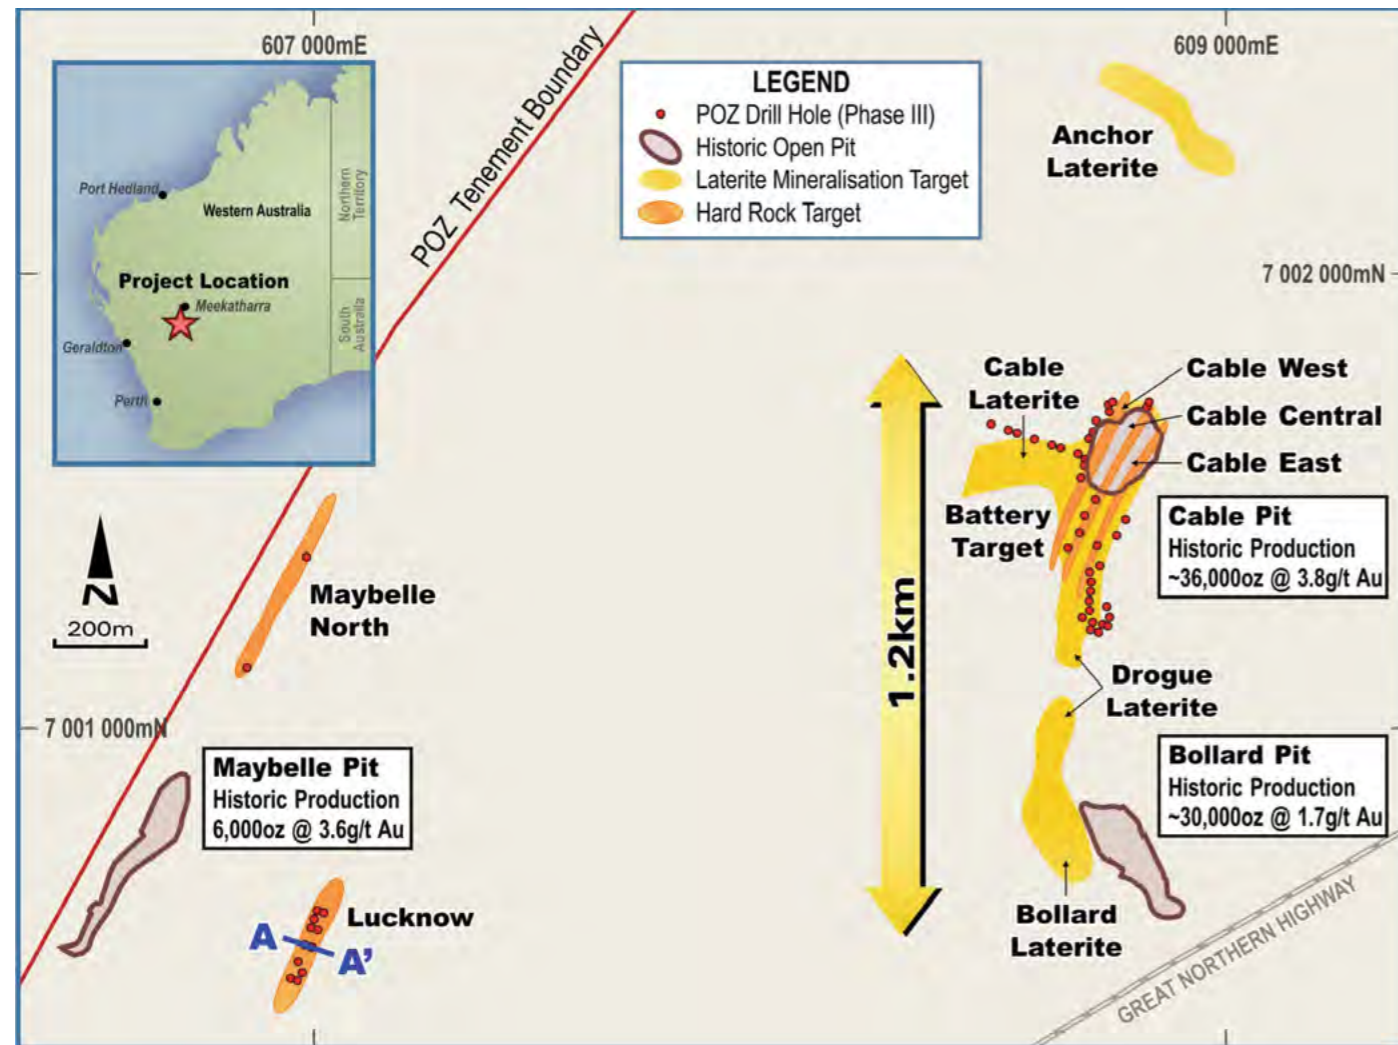 607 000mE
609 000mE
POZ Tenement Boundary
LEGEND
POZ Drill Hole (Phase III)
Historic Open Pit
Laterite Mineralisation Target
Hard Rock Target
Anchor
Laterite
7 002 000mN
Port Hedland
Western Australia
Northern
Territory
Project Location
Meekatharra
South
Australia
Geraldton
Perth
Cable
Laterite
Cable West
Cable Central
Cable East
Battery
Target
Cable Pit
Historic Production
~36,000oz @ 3.8g/t Au
N
200m
Maybelle
North
1.2km
Drogue
Laterite
7 001 000mN
Maybelle Pit
Historic Production
6,000oz @ 3.6g/t Au
Bollard Pit
Historic Production
~30,000oz @ 1.7g/t Au
Lucknow
A
A'
Bollard
Laterite
GREAT NORTHERN HIGHWAY